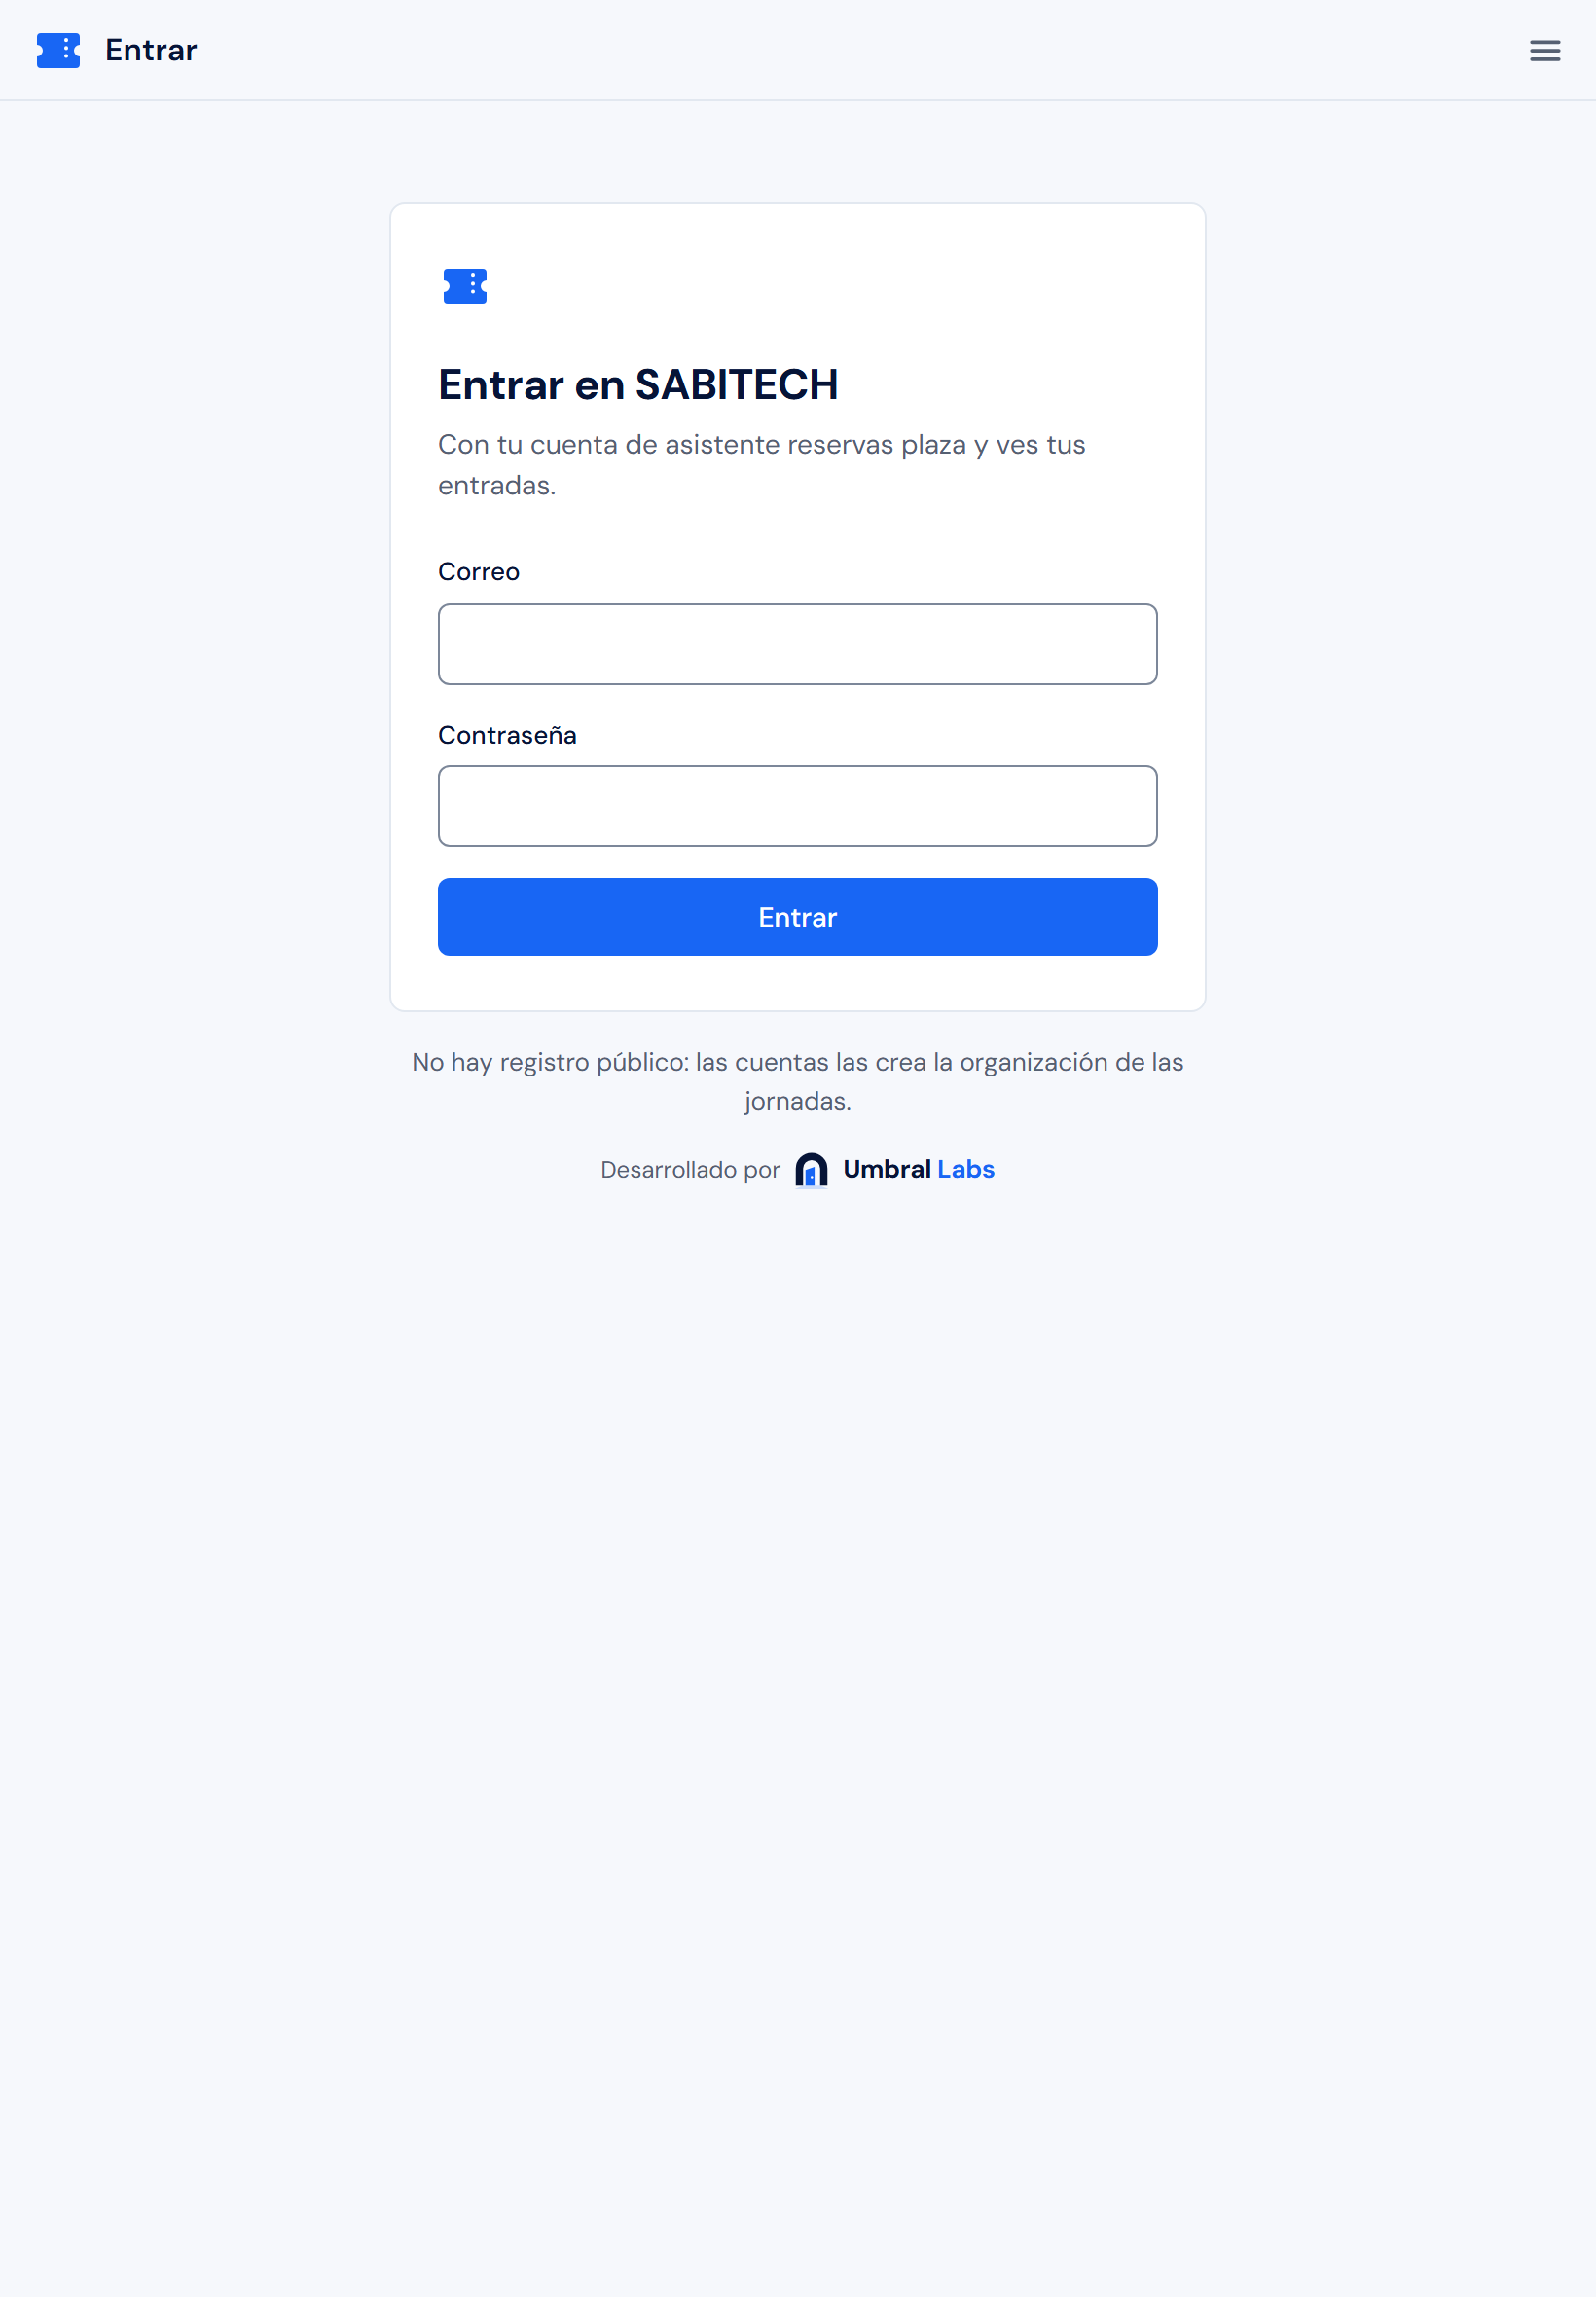 Entrar
Entrar en SABITECH
Con tu cuenta de asistente reservas plaza y ves tus
entradas.
Correo
Contraseña
Entrar
No hay registro público: las cuentas las crea la organización de las
jornadas.
Desarrollado por Umbral Labs